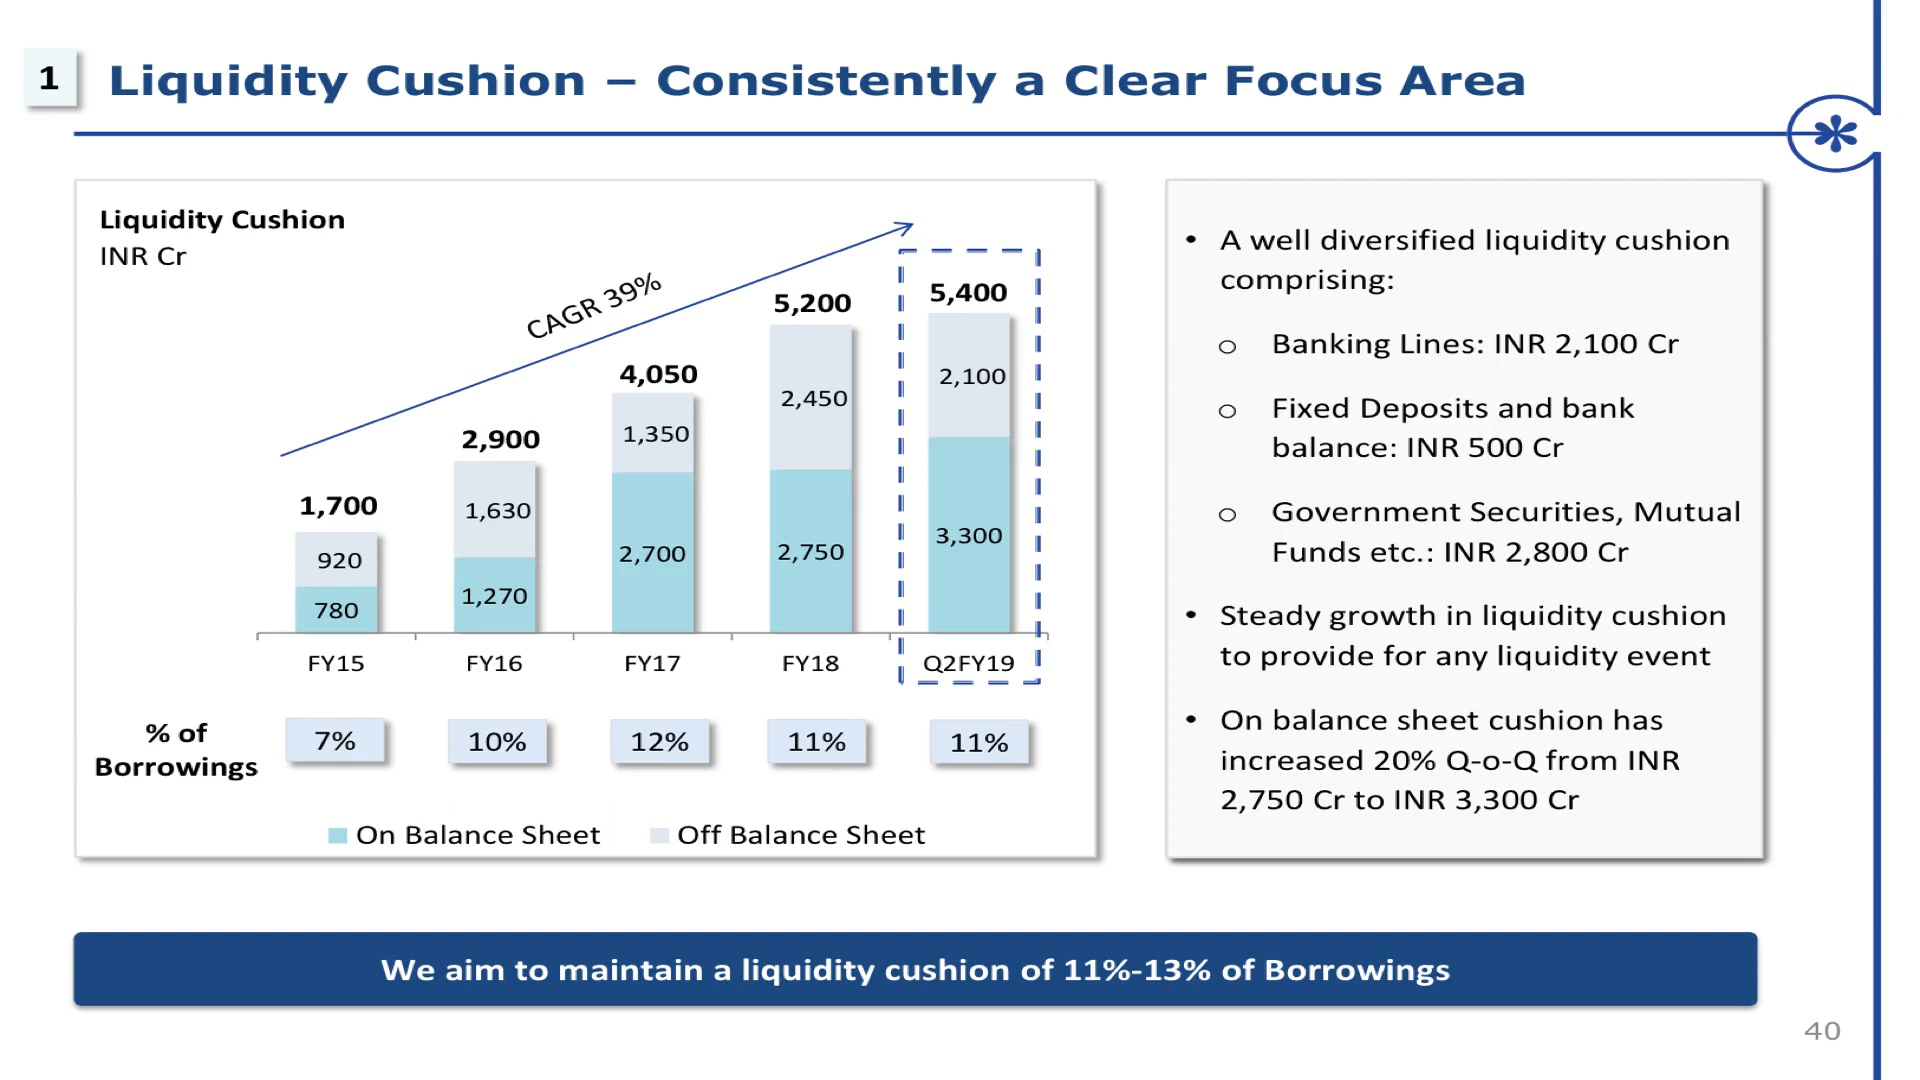 1
Liquidity Cushion – Consistently a Clear Focus Area
Liquidity Cushion
INR Cr
CAGR 39%
1,700
2,900
4,050
5,200
5,400
920
1,630
1,350
2,450
2,100
780
1,270
2,700
2,750
3,300
FY15
FY16
FY17
FY18
Q2FY19
% of
Borrowings
7%
10%
12%
11%
11%
On Balance Sheet
Off Balance Sheet
• A well diversified liquidity cushion
comprising:
o Banking Lines: INR 2,100 Cr
o Fixed Deposits and bank
balance: INR 500 Cr
o Government Securities, Mutual
Funds etc.: INR 2,800 Cr
• Steady growth in liquidity cushion
to provide for any liquidity event
• On balance sheet cushion has
increased 20% Q-o-Q from INR
2,750 Cr to INR 3,300 Cr
We aim to maintain a liquidity cushion of 11%-13% of Borrowings
40